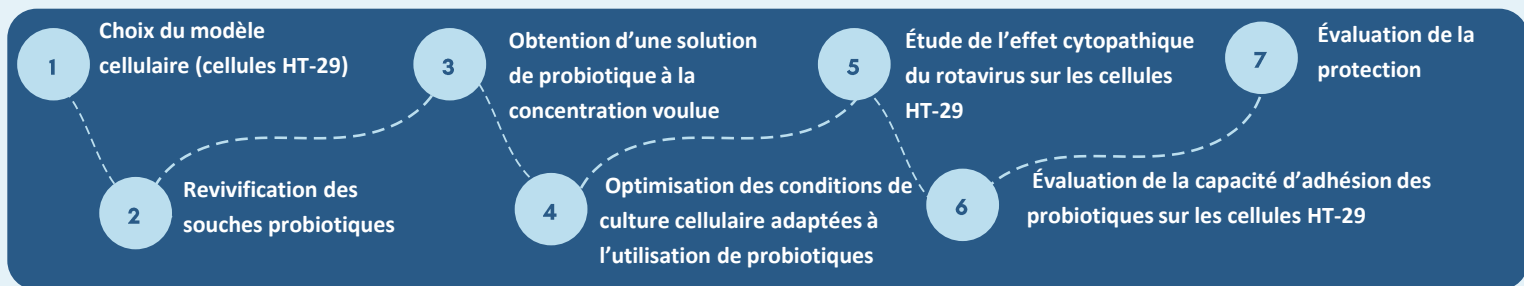 1
Choix du modèle
cellulaire (cellules HT-29)
2
Revivification des
souches probiotiques
3
Obtention d’une solution
de probiotique à la
concentration voulue
4
Optimisation des conditions de
culture cellulaire adaptées à
l’utilisation de probiotiques
5
Étude de l’effet cytopathique
du rotavirus sur les cellules
HT-29
6
Évaluation de la capacité d’adhésion des
probiotiques sur les cellules HT-29
7
Évaluation de la
protection